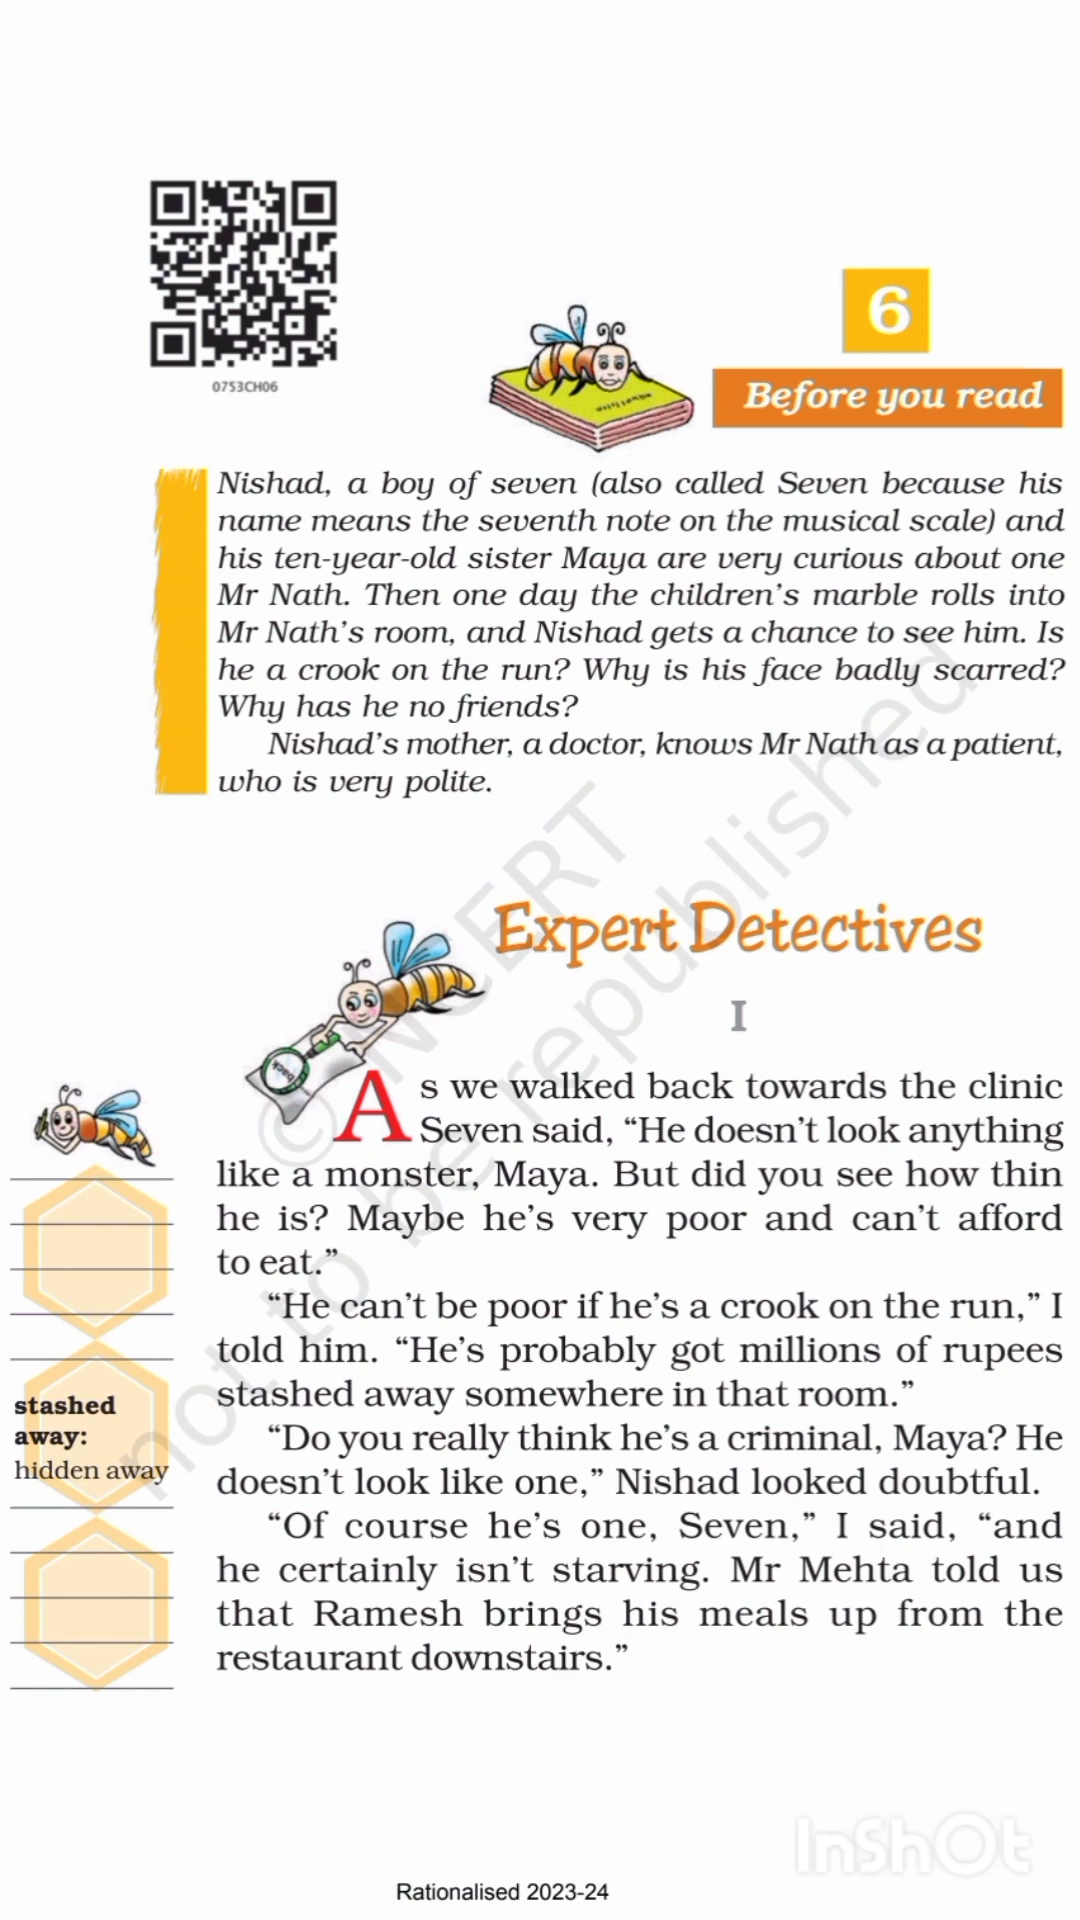 0753CH06
6
Before you read
Nishad, a boy of seven (also called Seven because his
name means the seventh note on the musical scale) and
his ten-year-old sister Maya are very curious about one
Mr Nath. Then one day the children's marble rolls into
Mr Nath's room, and Nishad gets a chance to see him. Is
he a crook on the run? Why is his face badly scarred?
Why has he no friends?
Nishad's mother, a doctor, knows Mr Nath as a patient,
who is very polite.
Expert Detectives
I
As we walked back towards the clinic
Seven said, “He doesn't look anything
like a monster, Maya. But did you see how thin
he is? Maybe he's very poor and can't afford
to eat.”
“He can't be poor if he's a crook on the run,” I
told him. “He's probably got millions of rupees
stashed away somewhere in that room.”
“Do you really think he's a criminal, Maya? He
doesn't look like one,” Nishad looked doubtful.
“Of course he's one, Seven,” I said, “and
he certainly isn't starving. Mr Mehta told us
that Ramesh brings his meals up from the
restaurant downstairs.”
stashed
away:
hidden away
© NCERT
not to be republished
InShOt
Rationalised 2023-24